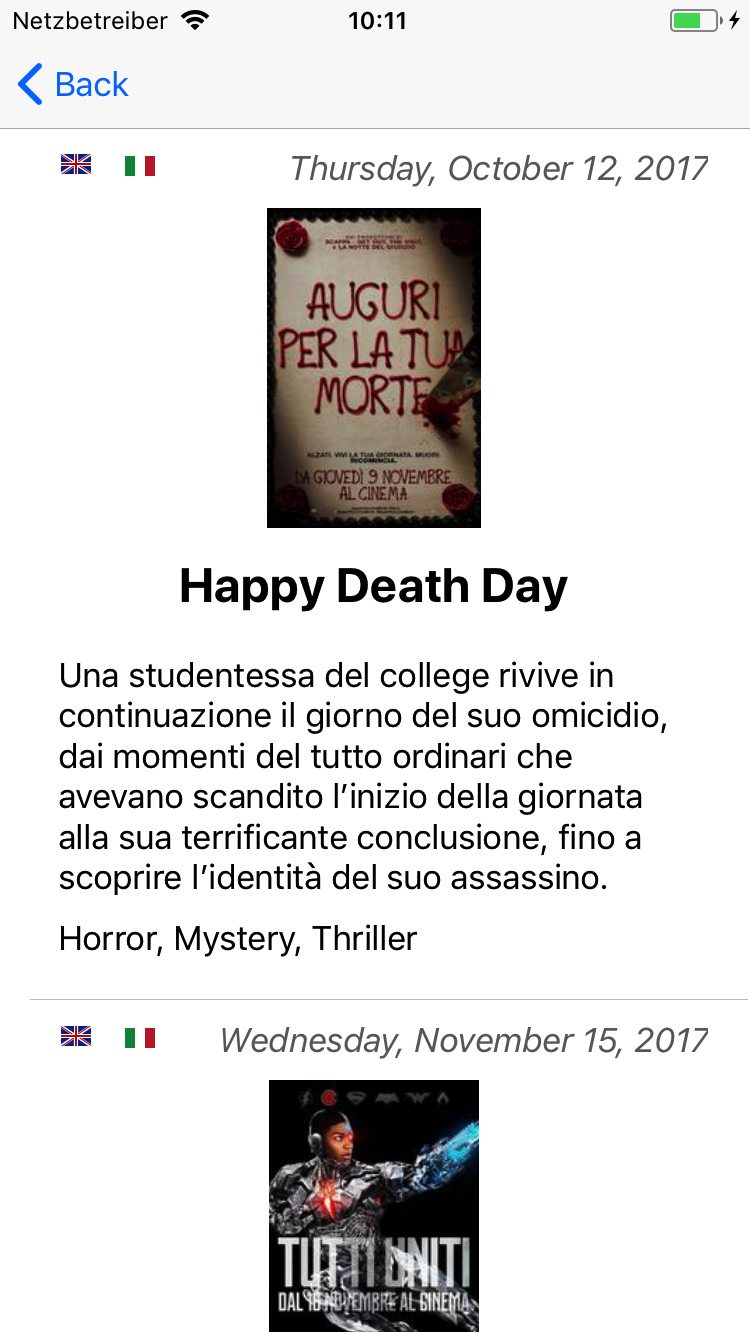 Netzbetreiber 10:11
Back
Thursday, October 12, 2017
DAI PRODUTTORI DI
SCAPPA - GET OUT, THE VISIT,
E LA NOTTE DEL GIUDIZIO
AUGURI
PER LA TUA
MORTE
ALZATI. VIVI LA TUA GIORNATA. MUORI.
RICOMINCIA.
DA GIOVEDÌ 9 NOVEMBRE
AL CINEMA
Happy Death Day
Una studentessa del college rivive in
continuazione il giorno del suo omicidio,
dai momenti del tutto ordinari che
avevano scandito l’inizio della giornata
alla sua terrificante conclusione, fino a
scoprire l’identità del suo assassino.
Horror, Mystery, Thriller
Wednesday, November 15, 2017
TUTTI UNITI
DAL 16 NOVEMBRE AL CINEMA